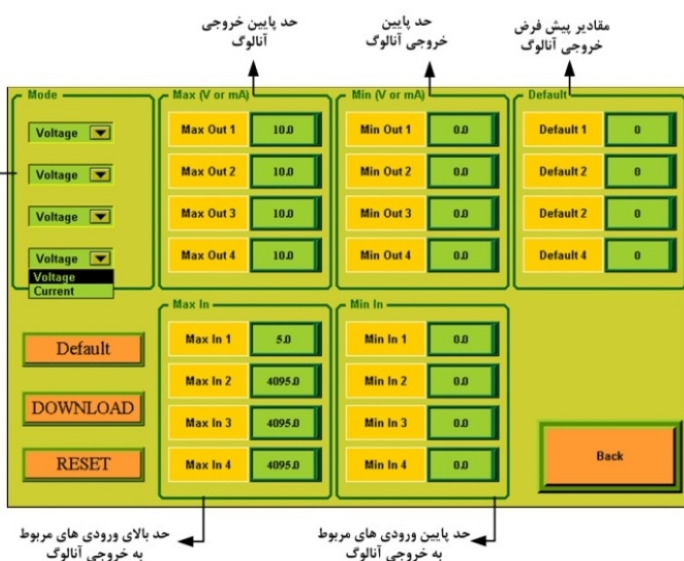 حد پایین خروجی
آنالوگ
حد پایین
خروجی آنالوگ
مقادیر پیش فرض
خروجی آنالوگ
Mode
Voltage
Voltage
Voltage
Voltage
Voltage
Current
Max (V or mA)
Max Out 1 10.0
Max Out 2 10.0
Max Out 3 10.0
Max Out 4 10.0
Min (V or mA)
Min Out 1 0.0
Min Out 2 0.0
Min Out 3 0.0
Min Out 4 0.0
Default
Default 1 0
Default 2 0
Default 2 0
Default 4 0
Default
DOWNLOAD
RESET
Max In
Max In 1 5.0
Max In 2 4095.0
Max In 3 4095.0
Max In 4 4095.0
Min In
Min In 1 0.0
Min In 2 0.0
Min In 3 0.0
Min In 4 0.0
Back
حد بالای ورودی های مربوط
به خروجی آنالوگ
حد پایین ورودی های مربوط
به خروجی آنالوگ